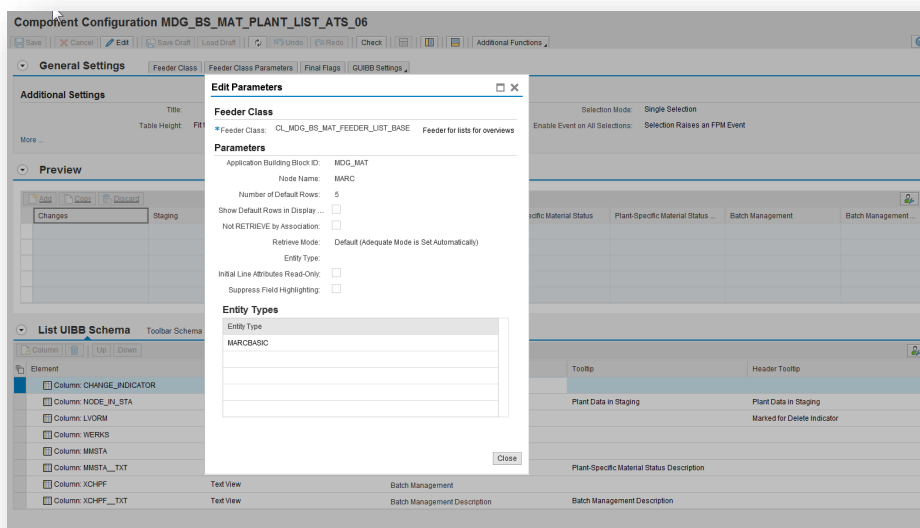 Component Configuration MDG_BS_MAT_PLANT_LIST_ATS_06
Save Cancel Edit Save Draft Load Draft Undo Redo Check Additional Functions
General Settings Feeder Class Feeder Class Parameters Final Flags GUIBB Settings
Additional Settings
Title: Selection Mode: Single Selection
Table Height: Fit Enable Event on All Selections: Selection Raises an FPM Event
More ...
Preview
Add Copy Discard
Changes Staging Plant-Specific Material Status ... Batch Management Batch Management...
List UIBB Schema Toolbar Schema
Column Up Down
Element Tooltip Header Tooltip
Column: CHANGE_INDICATOR
Column: NODE_IN_STA Plant Data in Staging Plant Data in Staging
Column: LVORM Marked for Delete Indicator
Column: WERKS
Column: MMSTA
Column: MMSTA__TXT Plant-Specific Material Status Description
Column: XCHPF Text View Batch Management
Column: XCHPF__TXT Text View Batch Management Description Batch Management Description
Edit Parameters
Feeder Class
* Feeder Class: CL_MDG_BS_MAT_FEEDER_LIST_BASE Feeder for lists for overviews
Parameters
Application Building Block ID: MDG_MAT
Node Name: MARC
Number of Default Rows: 5
Show Default Rows in Display ...
Not RETRIEVE by Association:
Retrieve Mode: Default (Adequate Mode is Set Automatically)
Entity Type:
Initial Line Attributes Read-Only:
Suppress Field Highlighting:
Entity Types
Entity Type
MARCBASIC
Close